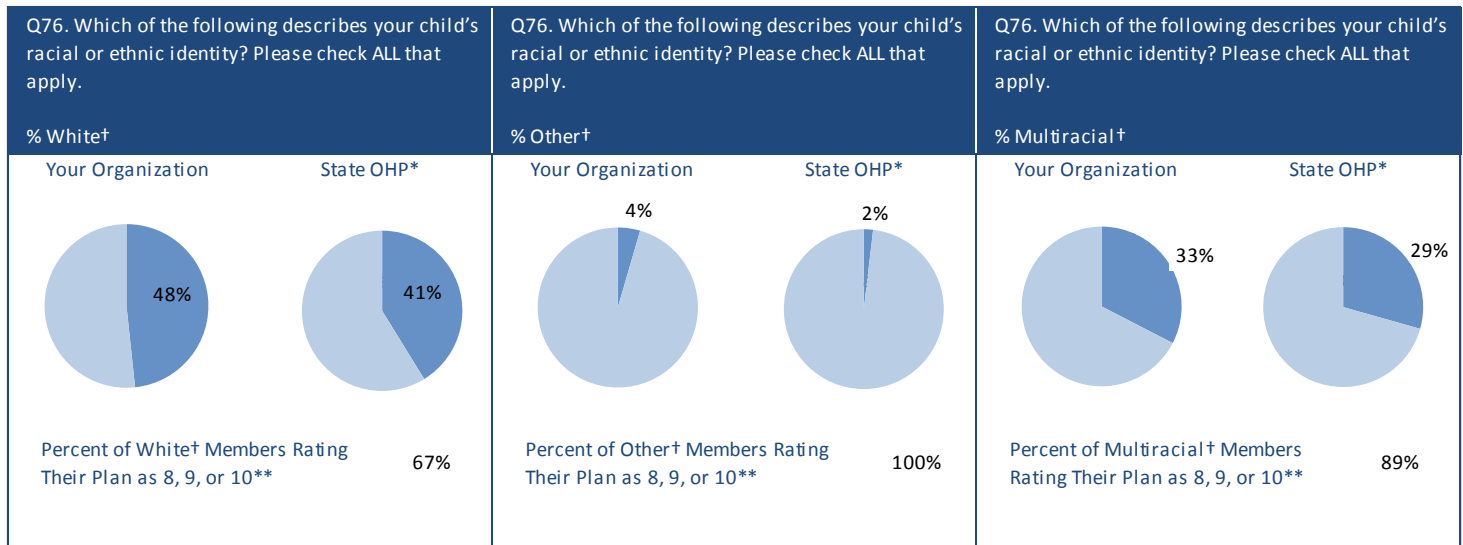 Q76. Which of the following describes your child's
racial or ethnic identity? Please check ALL that
apply.
% White†
Your Organization
State OHP*
48%
41%
Percent of White† Members Rating
Their Plan as 8, 9, or 10**
67%
Q76. Which of the following describes your child's
racial or ethnic identity? Please check ALL that
apply.
% Other†
Your Organization
State OHP*
4%
2%
Percent of Other† Members Rating
Their Plan as 8, 9, or 10**
100%
Q76. Which of the following describes your child's
racial or ethnic identity? Please check ALL that
apply.
% Multiracial†
Your Organization
State OHP*
33%
29%
Percent of Multiracial† Members
Rating Their Plan as 8, 9, or 10**
89%